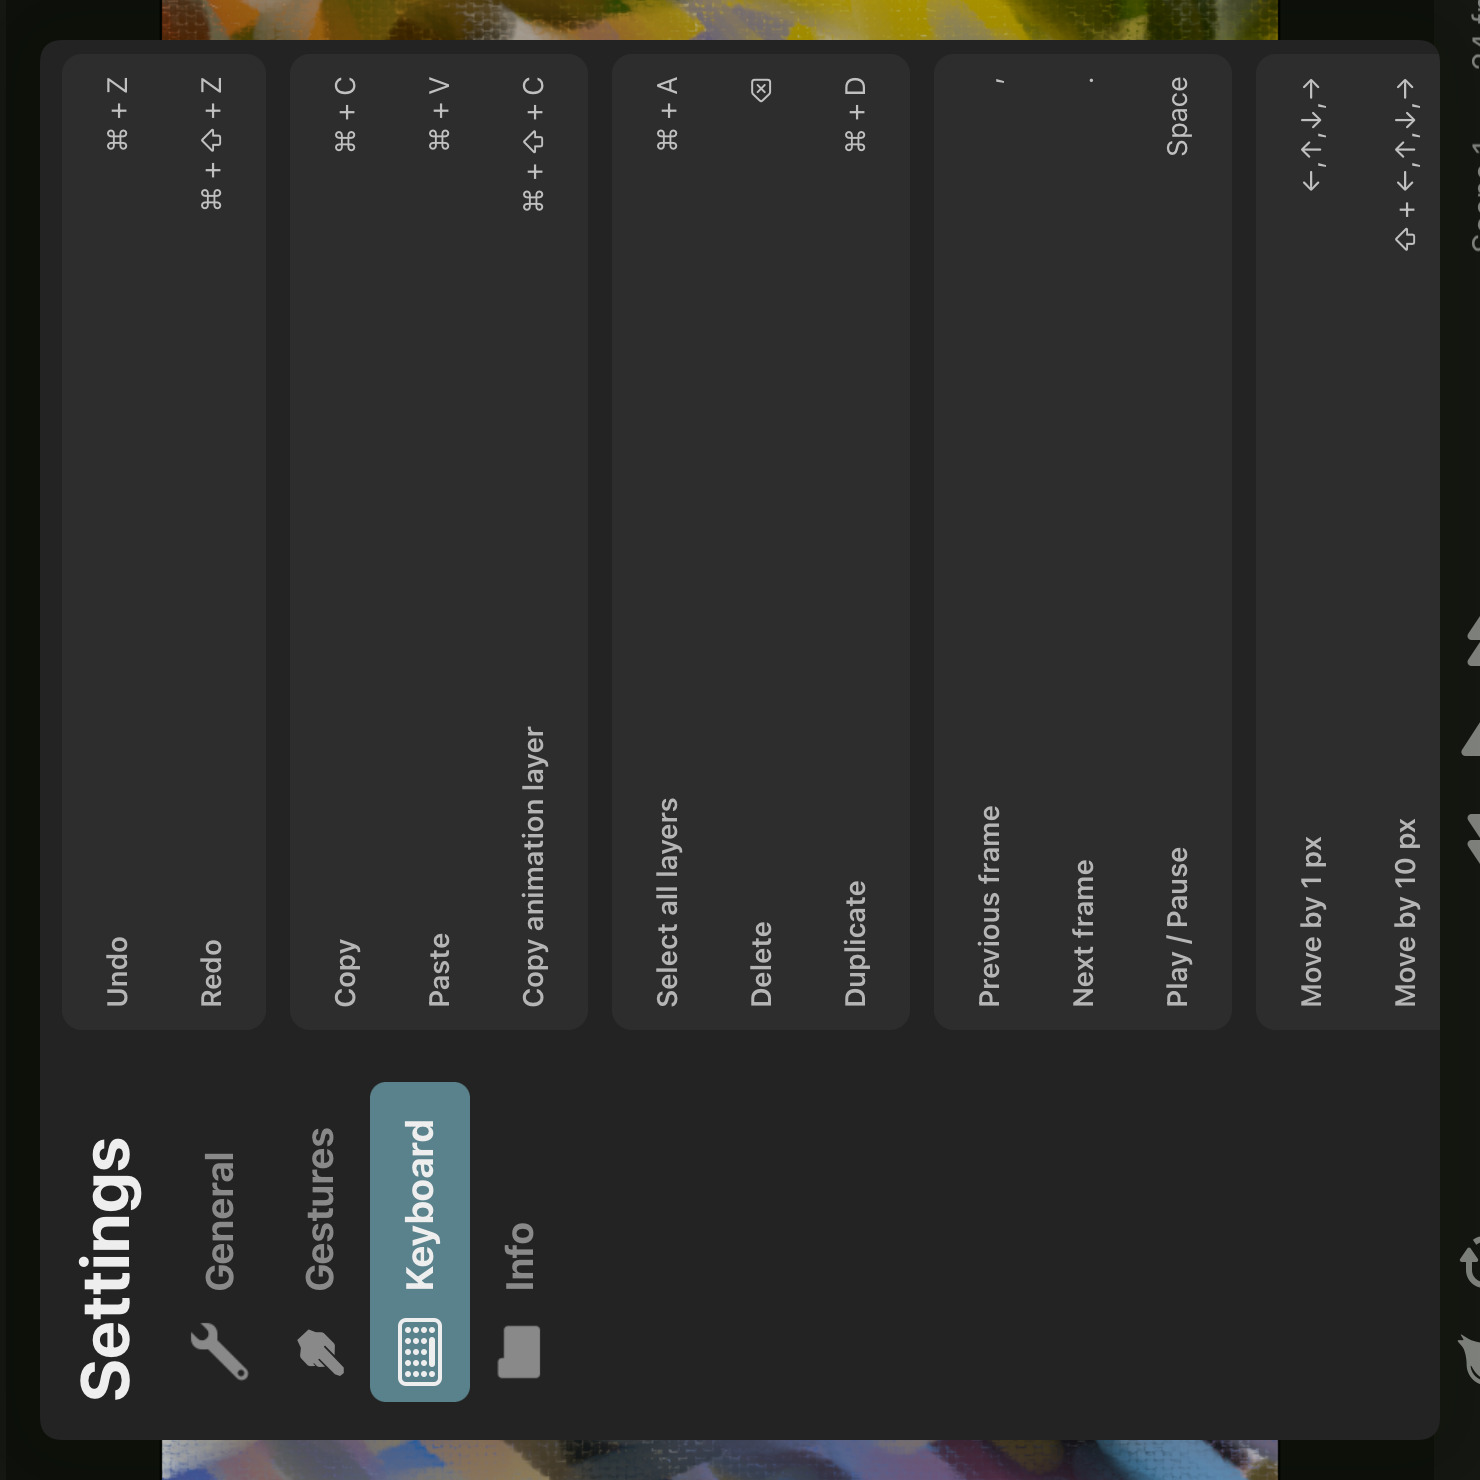 Settings
General
Gestures
Keyboard
Info
Undo ⌘ + Z
Redo ⌘ + ⇧ + Z
Copy ⌘ + C
Paste ⌘ + V
Copy animation layer ⌘ + ⇧ + C
Select all layers ⌘ + A
Delete ⌫
Duplicate ⌘ + D
Previous frame ,
Next frame .
Play / Pause Space
Move by 1 px ←,↑,↓,→
Move by 10 px ⇧ + ←,↑,↓,→